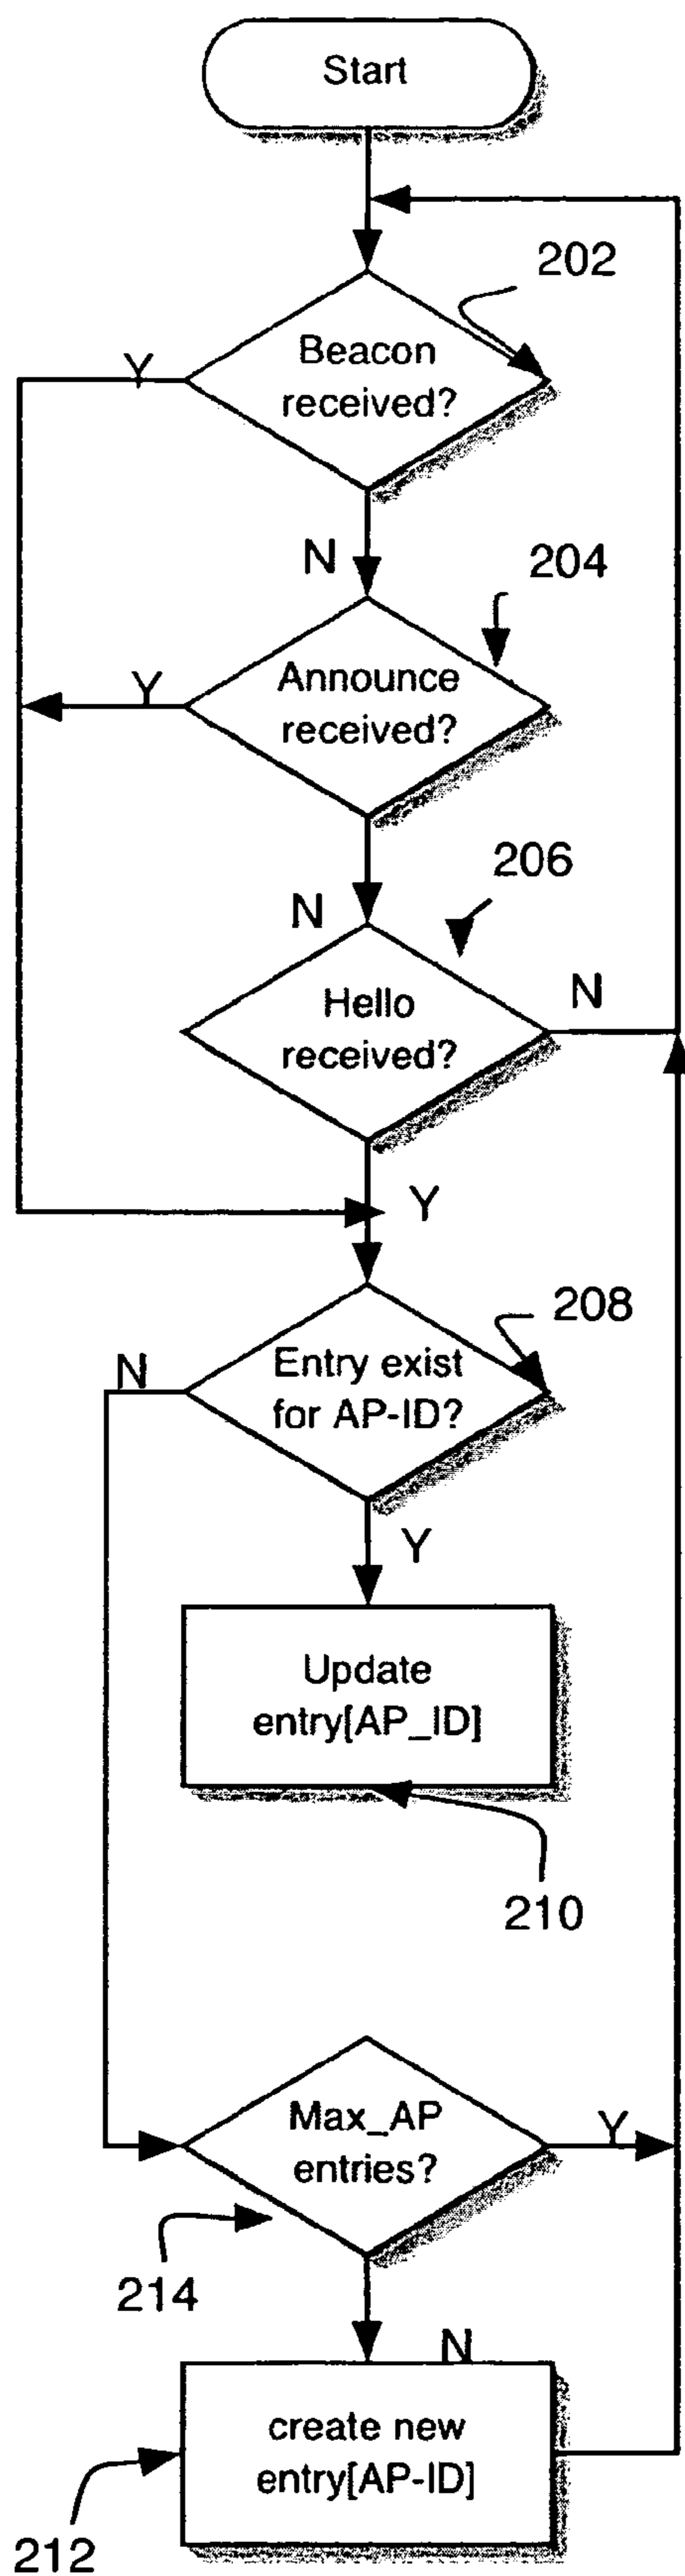 Start
202
Beacon
received?
Y
N
204
Announce
received?
Y
206
N
Hello
received?
N
Y
208
Entry exist
for AP-ID?
N
Y
Update
entry[AP_ID]
210
Max_AP
entries?
Y
214
N
create new
entry[AP-ID]
212